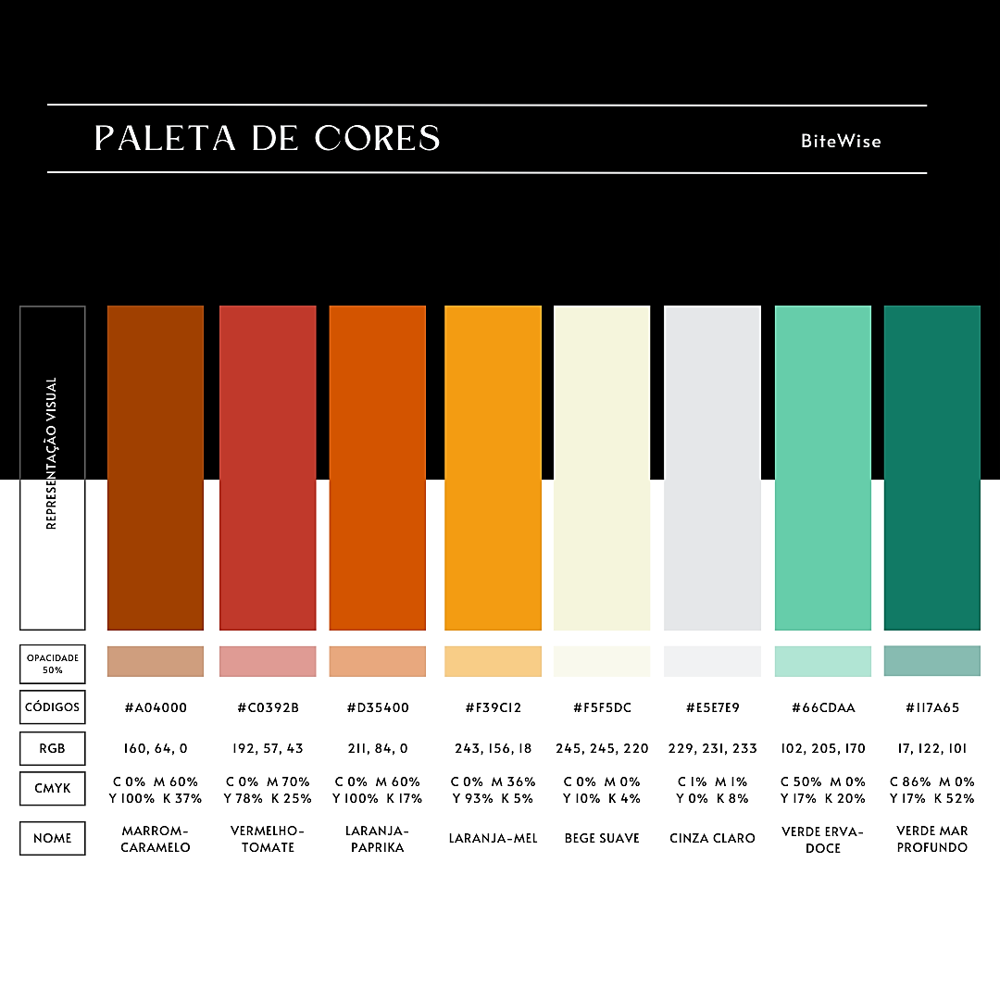 PALETA DE CORES
BiteWise
REPRESENTAÇÃO VISUAL
OPACIDADE
50%
CÓDIGOS #A04000 #C0392B #D35400 #F39C12 #F5F5DC #E5E7E9 #66CDAA #117A65
RGB 160, 64, 0 192, 57, 43 211, 84, 0 243, 156, 18 245, 245, 220 229, 231, 233 102, 205, 170 17, 122, 101
CMYK
C 0% M 60% C 0% M 70% C 0% M 60% C 0% M 36% C 0% M 0% C 1% M 1% C 50% M 0% C 86% M 0%
Y 100% K 37% Y 78% K 25% Y 100% K 17% Y 93% K 5% Y 10% K 4% Y 0% K 8% Y 17% K 20% Y 17% K 52%
NOME
MARROM-
CARAMELO
VERMELHO-
TOMATE
LARANJA-
PAPRIKA
LARANJA-MEL
BEGE SUAVE
CINZA CLARO
VERDE ERVA-
DOCE
VERDE MAR
PROFUNDO